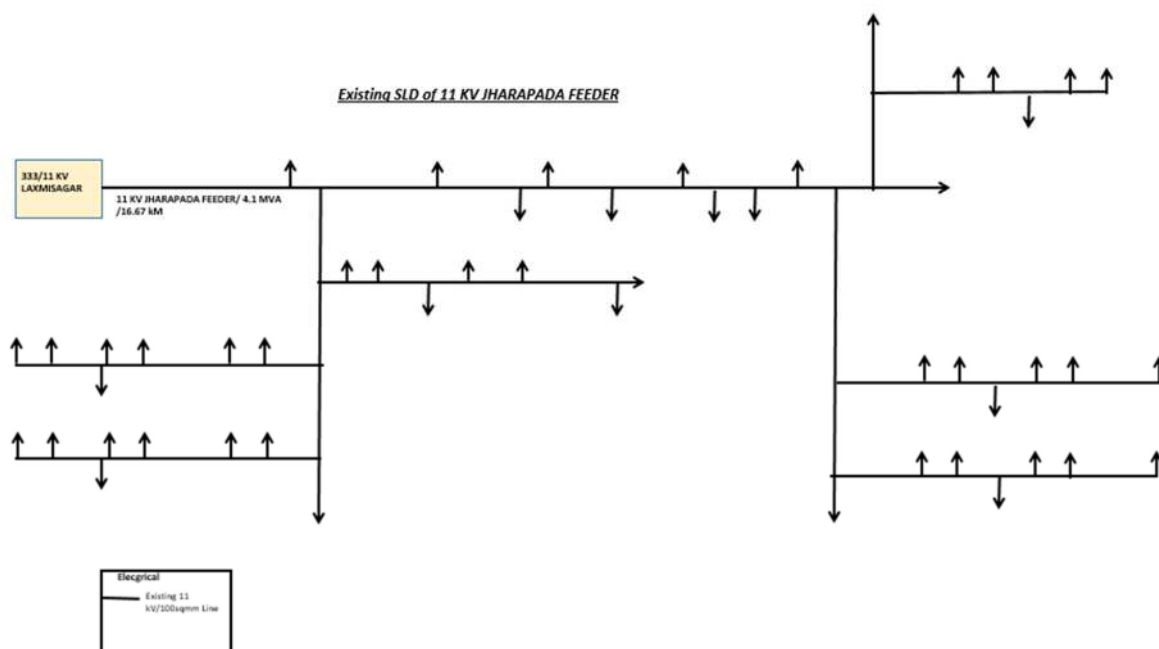 Existing SLD of 11 KV JHARAPADA FEEDER
333/11 KV
LAXMISAGAR
11 KV JHARAPADA FEEDER/ 4.1 MVA
/16.67 kM
Elecgrical
Existing 11
kV/100sqmm Line